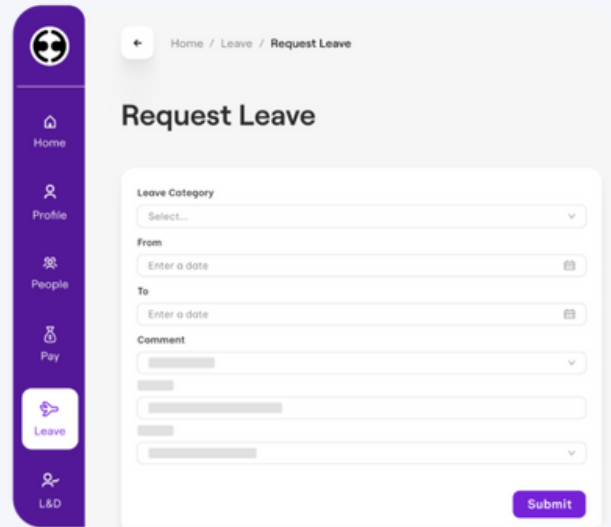 Home / Leave / Request Leave
Request Leave
Home
Profile
People
Pay
Leave
L&D
Leave Category
Select...
From
Enter a date
To
Enter a date
Comment
Submit